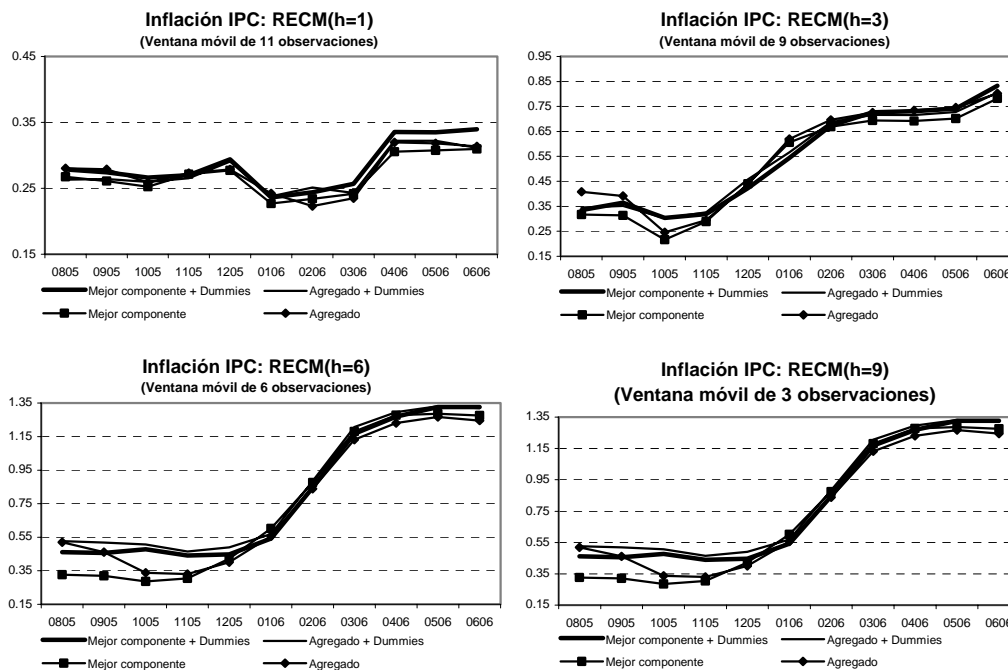 Inflación IPC: RECM(h=1)
(Ventana móvil de 11 observaciones)
0.45
0.35
0.25
0.15
0805 0905 1005 1105 1205 0106 0206 0306 0406 0506 0606
Mejor componente + Dummies Agregado + Dummies
Mejor componente Agregado
Inflación IPC: RECM(h=3)
(Ventana móvil de 9 observaciones)
0.95
0.85
0.75
0.65
0.55
0.45
0.35
0.25
0.15
0805 0905 1005 1105 1205 0106 0206 0306 0406 0506 0606
Mejor componente + Dummies Agregado + Dummies
Mejor componente Agregado
Inflación IPC: RECM(h=6)
(Ventana móvil de 6 observaciones)
1.35
1.15
0.95
0.75
0.55
0.35
0.15
0805 0905 1005 1105 1205 0106 0206 0306 0406 0506 0606
Mejor componente + Dummies Agregado + Dummies
Mejor componente Agregado
Inflación IPC: RECM(h=9)
(Ventana móvil de 3 observaciones)
1.35
1.15
0.95
0.75
0.55
0.35
0.15
0805 0905 1005 1105 1205 0106 0206 0306 0406 0506 0606
Mejor componente + Dummies Agregado + Dummies
Mejor componente Agregado